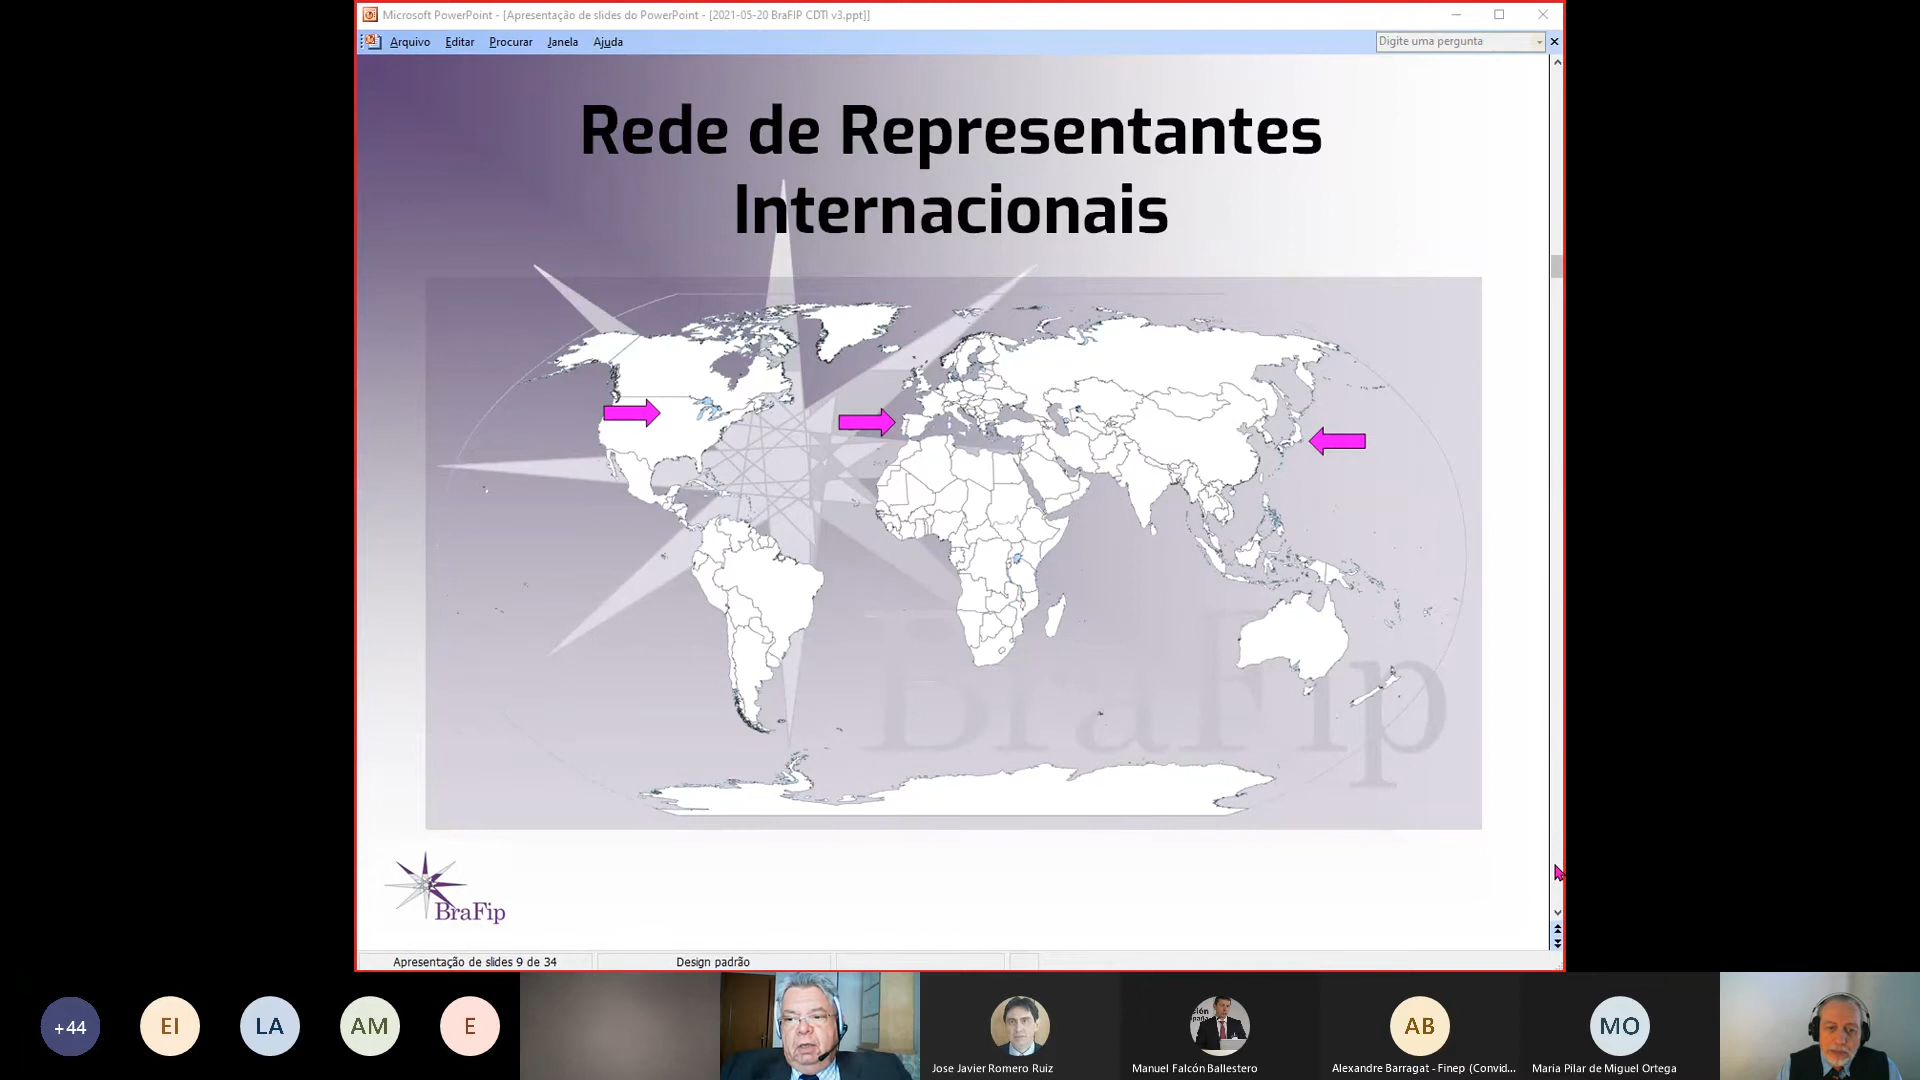 Microsoft PowerPoint - [Apresentação de slides do PowerPoint - [2021-05-20 BraFIP CDTI v3.ppt]]
Arquivo Editar Procurar Janela Ajuda
Digite uma pergunta
Rede de Representantes
Internacionais
BraFip
BraFip
Apresentação de slides 9 de 34
Design padrão
+44
EI
LA
AM
E
AB
MO
Jose Javier Romero Ruiz
Manuel Falcón Ballestero
Alexandre Barragat - Finep (Convid...
Maria Pilar de Miguel Ortega